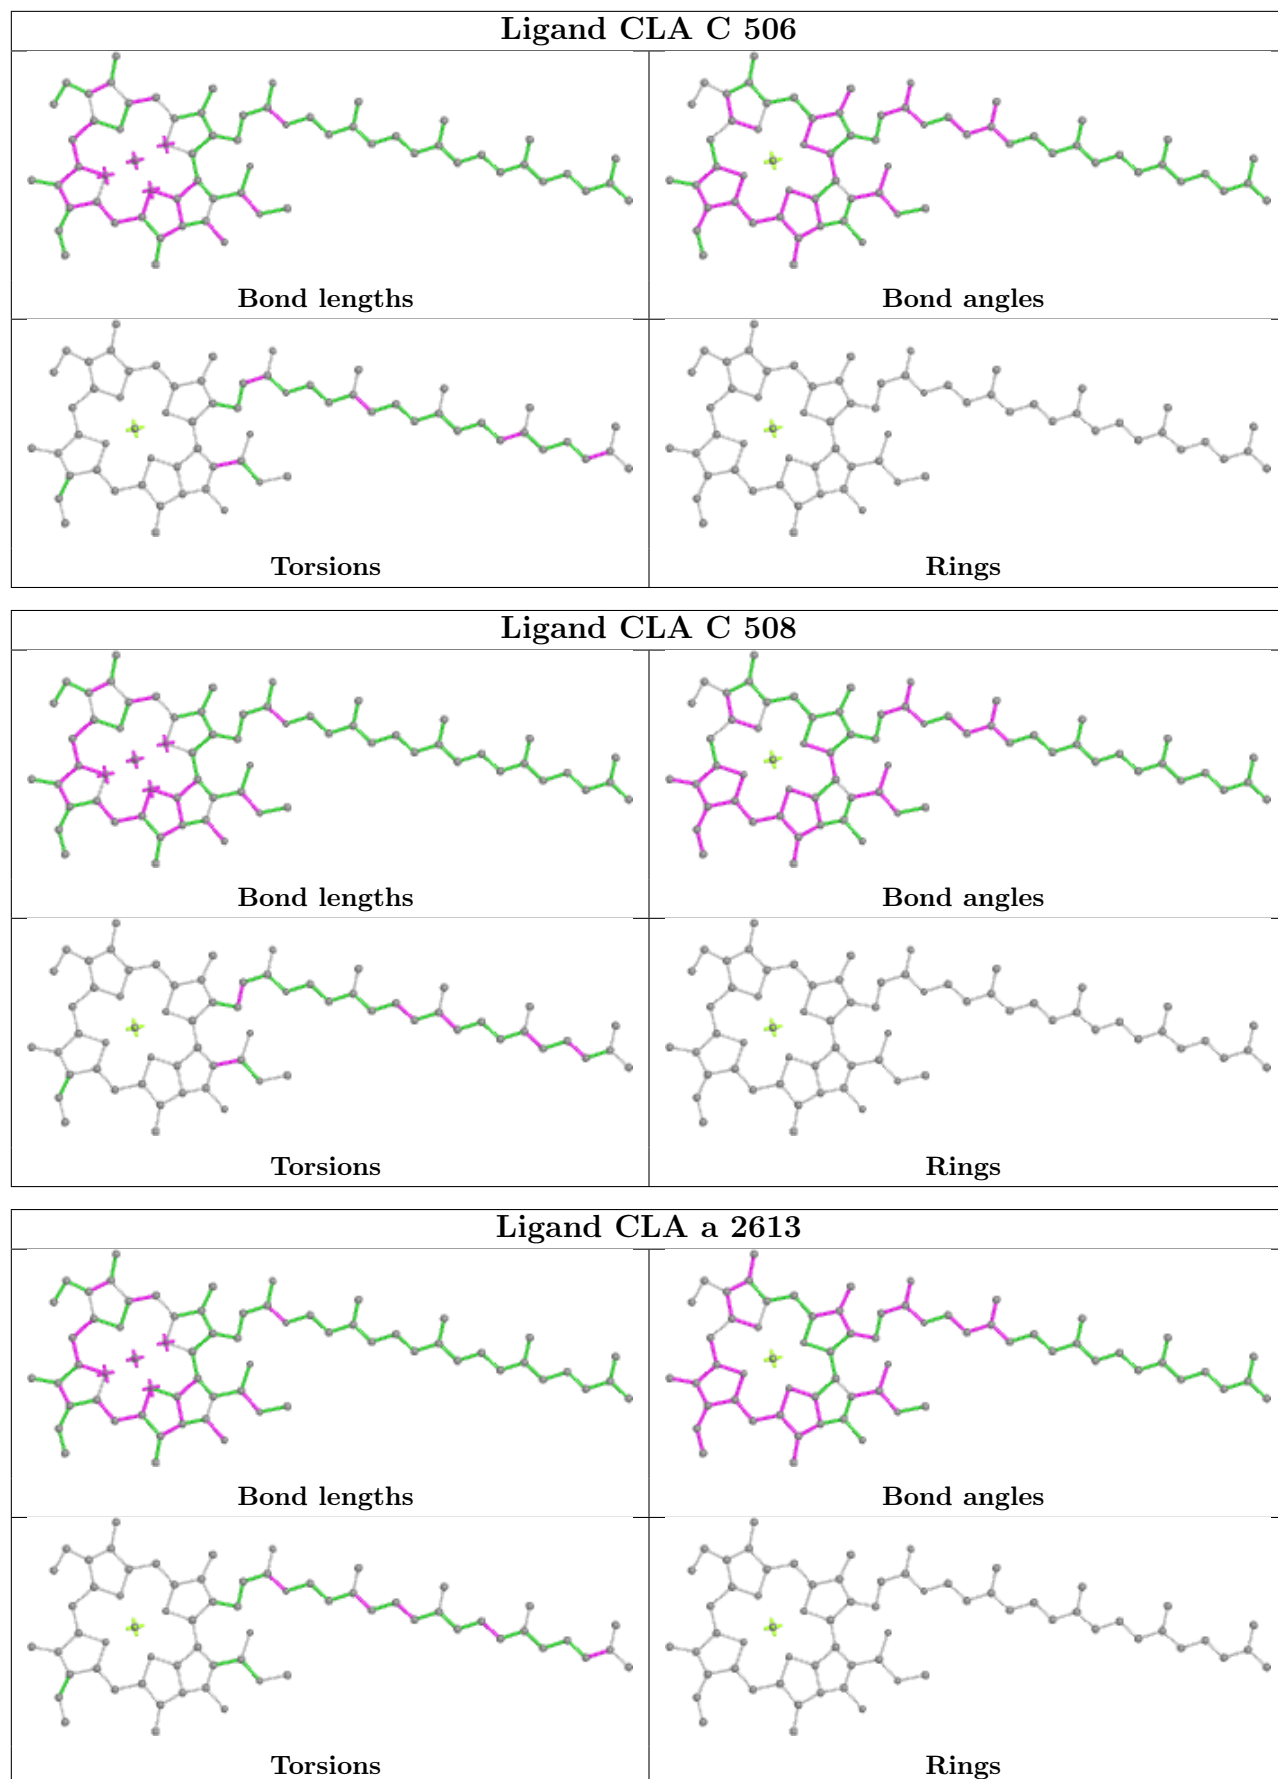 Ligand CLA C 506
Bond lengths
Bond angles
Torsions
Rings
Ligand CLA C 508
Bond lengths
Bond angles
Torsions
Rings
Ligand CLA a 2613
Bond lengths
Bond angles
Torsions
Rings